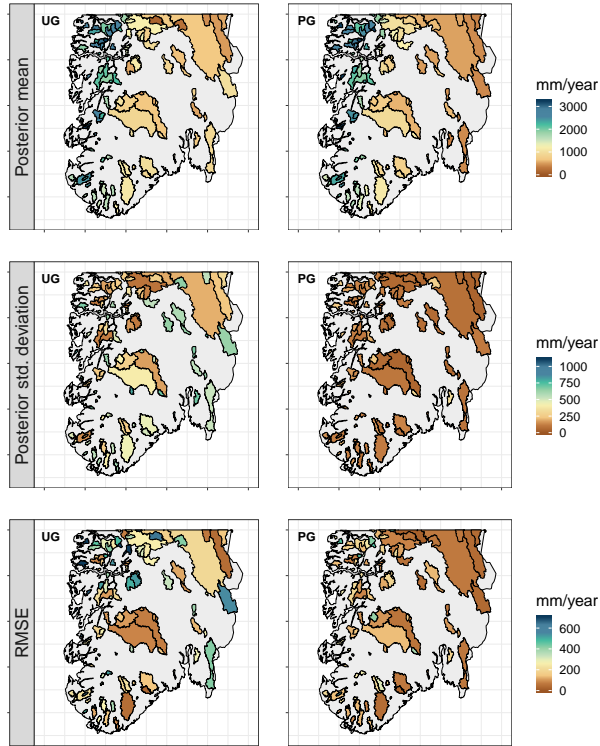 Posterior mean
UG
PG
mm/year
3000
2000
1000
0
Posterior std. deviation
UG
PG
mm/year
1000
750
500
250
0
RMSE
UG
PG
mm/year
600
400
200
0